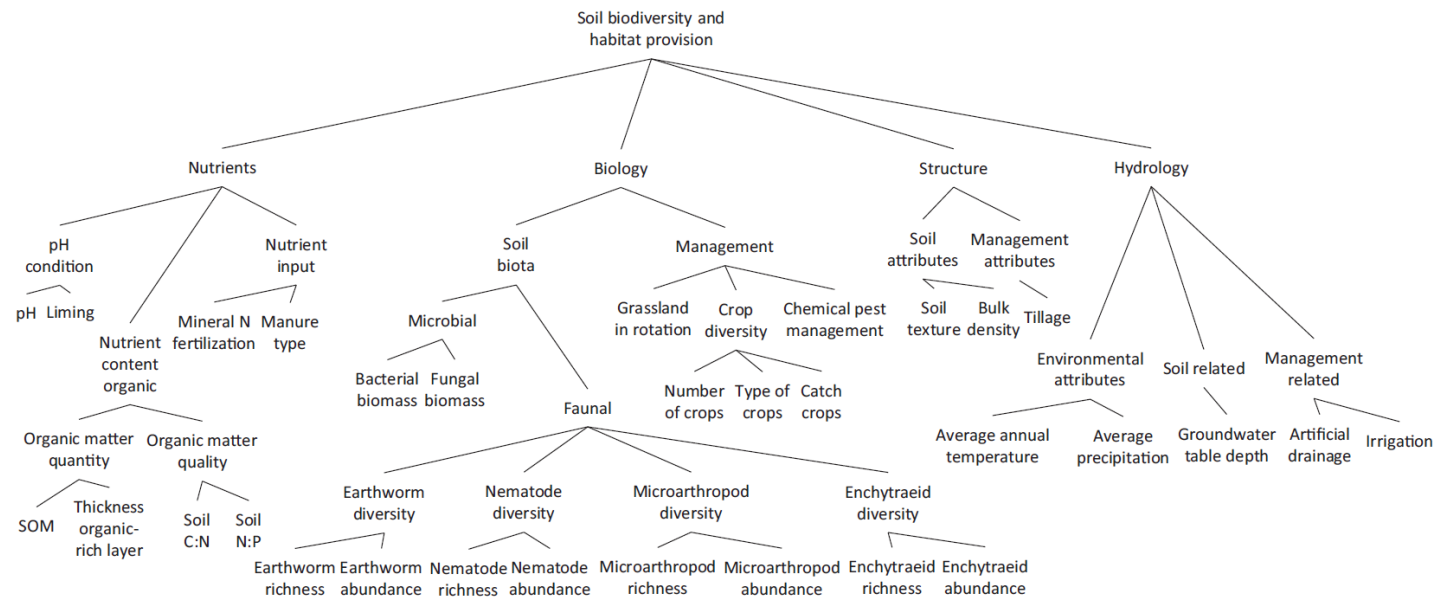 Soil biodiversity and
habitat provision
Nutrients
Biology
Structure
Hydrology
pH
condition
Nutrient
input
Soil
biota
Management
Soil
attributes
Management
attributes
pH
Liming
Mineral N
fertilization
Manure
type
Nutrient
content
organic
Microbial
Grassland
in rotation
Crop
diversity
Chemical pest
management
Soil
texture
Bulk
density
Tillage
Environmental
attributes
Soil related
Management
related
Bacterial
biomass
Fungal
biomass
Faunal
Number
of crops
Type of
crops
Catch
crops
Organic matter
quantity
Organic matter
quality
Average annual
temperature
Average
precipitation
Groundwater
table depth
Artificial
drainage
Irrigation
SOM
Thickness
organic-
rich layer
Soil
C:N
Soil
N:P
Earthworm
diversity
Nematode
diversity
Microarthropod
diversity
Enchytraeid
diversity
Earthworm
richness
Earthworm
abundance
Nematode
richness
Nematode
abundance
Microarthropod
richness
Microarthropod
abundance
Enchytraeid
richness
Enchytraeid
abundance